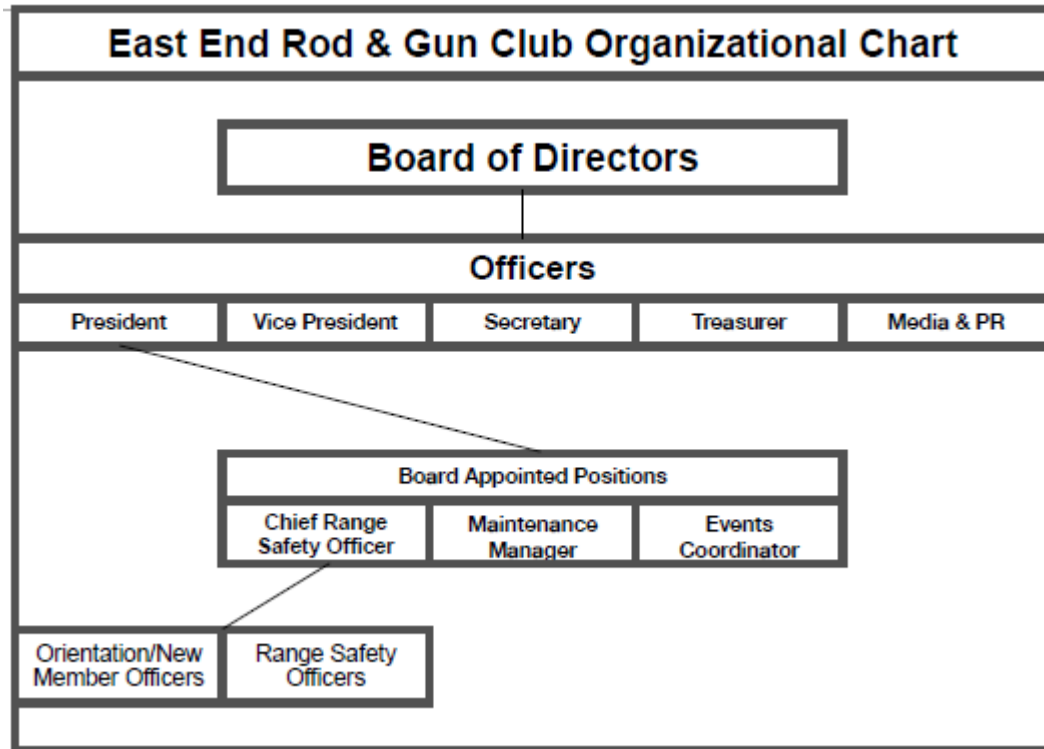 East End Rod & Gun Club Organizational Chart
Board of Directors
Officers
President
Vice President
Secretary
Treasurer
Media & PR
Board Appointed Positions
Chief Range
Safety Officer
Maintenance
Manager
Events
Coordinator
Orientation/New
Member Officers
Range Safety
Officers